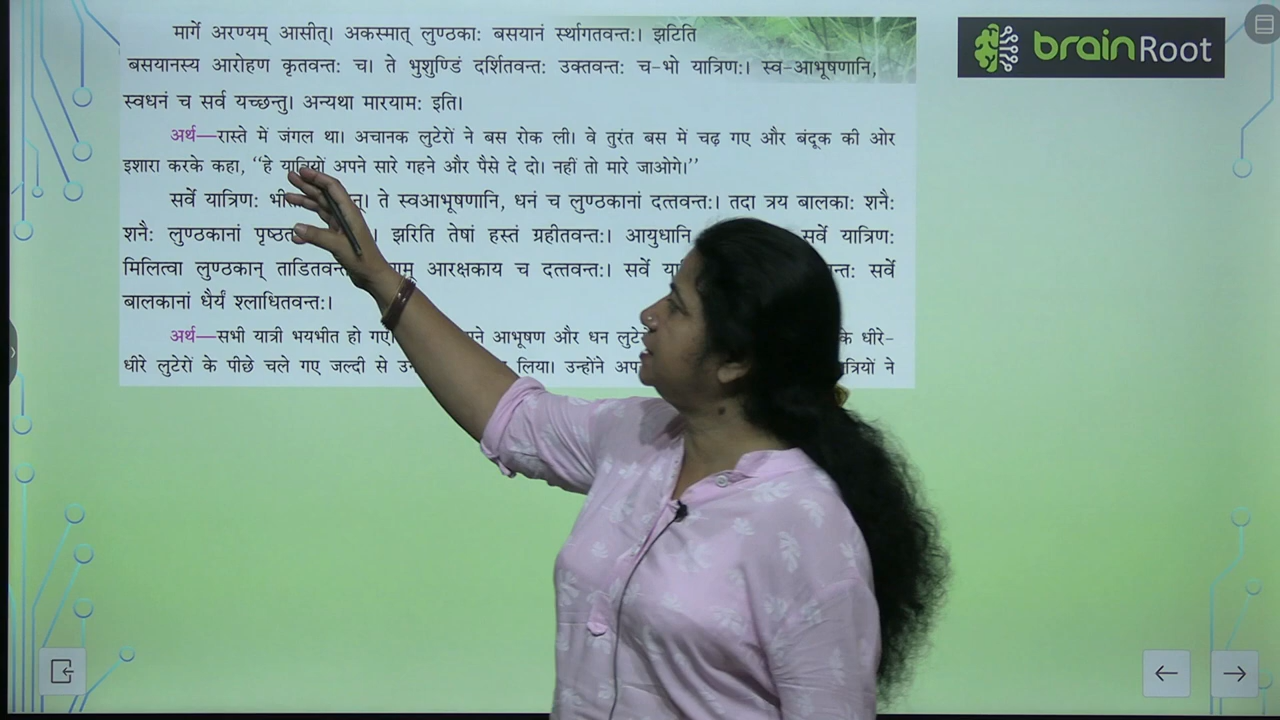 मार्गे अरण्यम् आसीत्। अकस्मात् लुण्ठकाः बसयानं स्र्थागतवन्तः। झटिति
बसयानस्य आरोहण कृतवन्तः च। ते भुशुण्डिं दर्शितवन्तः उक्तवन्तः च-भो यात्रिणः। स्व-आभूषणानि,
स्वधनं च सर्व यच्छन्तु। अन्यथा मारयामः इति।
अर्थ—रास्ते में जंगल था। अचानक लुटेरों ने बस रोक ली। वे तुरंत बस में चढ़ गए और बंदूक की ओर
इशारा करके कहा, ‘‘हे यात्रियों अपने सारे गहने और पैसे दे दो। नहीं तो मारे जाओगे।’’
सर्वे यात्रिणः ते स्वआभूषणानि, धनं च लुण्ठकानां दत्तवन्तः। तदा त्रय बालकाः शनैः
शनैः लुण्ठकानां । झरिति तेषां हस्तं ग्रहीतवन्तः। आयुधानि सर्वे यात्रिणः
मिलित्वा लुण्ठकान् आरक्षकाय च दत्तवन्तः। सर्वे सर्वे
बालकानां धैर्यं श्लाधितवन्तः।
अर्थ—सभी यात्री भयभीत हो गए। आभूषण और धन के धीरे-
धीरे लुटेरों के पीछे चले गए जल्दी से लिया। उन्होंने ने
brainRoot